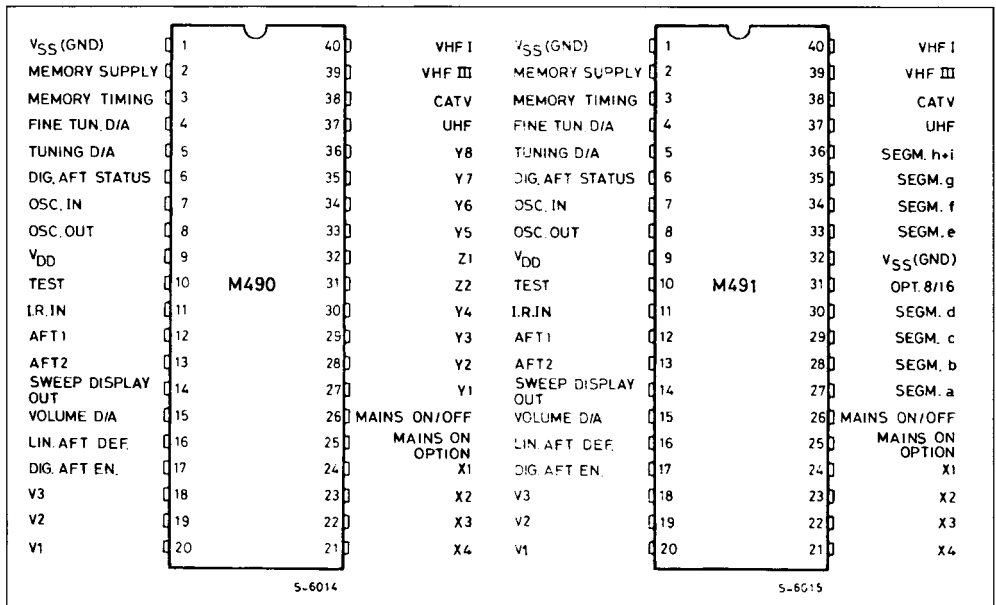 VSS(GND) 1 40 VHF I
MEMORY SUPPLY 2 39 VHF III
MEMORY TIMING 3 38 CATV
FINE TUN. D/A 4 37 UHF
TUNING D/A 5 36 Y8
DIG. AFT STATUS 6 35 Y7
OSC. IN 7 34 Y6
OSC. OUT 8 33 Y5
VDD 9 32 Z1
TEST 10 M490 31 Z2
I.R.IN 11 30 Y4
AFT1 12 29 Y3
AFT2 13 28 Y2
SWEEP DISPLAY
OUT 14 27 Y1
VOLUME D/A 15 26 MAINS ON/OFF
LIN. AFT DEF. 16 25 MAINS ON
OPTION
DIG. AFT EN. 17 24 X1
V3 18 23 X2
V2 19 22 X3
V1 20 21 X4
S-6014
VSS(GND) 1 40 VHF I
MEMORY SUPPLY 2 39 VHF III
MEMORY TIMING 3 38 CATV
FINE TUN. D/A 4 37 UHF
TUNING D/A 5 36 SEGM. h+i
DIG. AFT STATUS 6 35 SEGM. g
OSC. IN 7 34 SEGM. f
OSC. OUT 8 33 SEGM. e
VDD 9 32 VSS(GND)
TEST 10 M491 31 OPT. 8/16
I.R.IN 11 30 SEGM. d
AFT1 12 29 SEGM. c
AFT2 13 28 SEGM. b
SWEEP DISPLAY
OUT 14 27 SEGM. a
VOLUME D/A 15 26 MAINS ON/OFF
LIN. AFT DEF. 16 25 MAINS ON
OPTION
DIG. AFT EN. 17 24 X1
V3 18 23 X2
V2 19 22 X3
V1 20 21 X4
S-6015